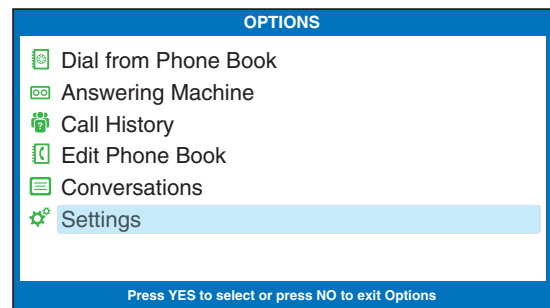 OPTIONS
Dial from Phone Book
Answering Machine
Call History
Edit Phone Book
Conversations
Settings
Press YES to select or press NO to exit Options